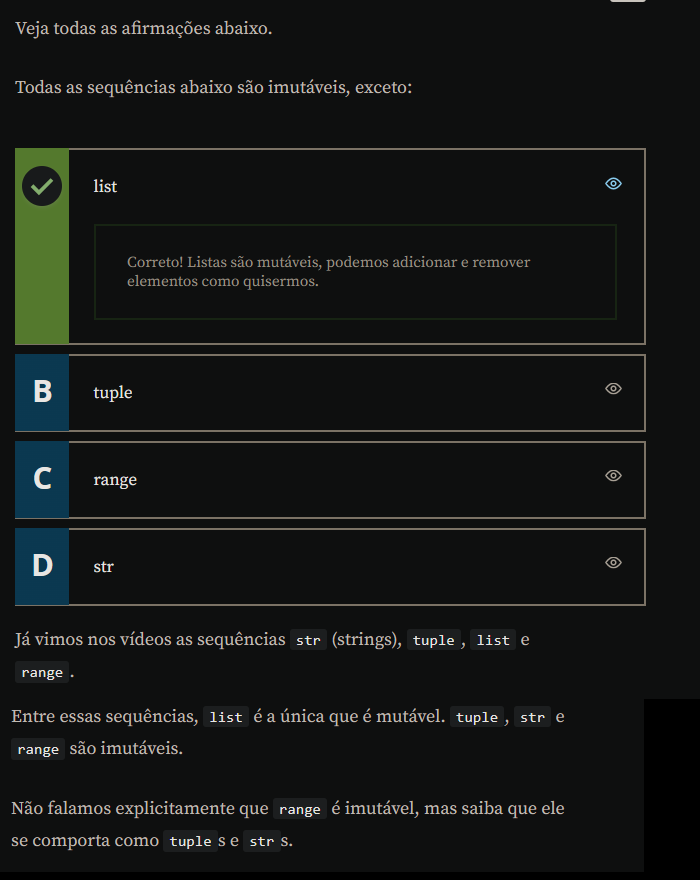 Veja todas as afirmações abaixo.
Todas as sequências abaixo são imutáveis, exceto:
list
Correto! Listas são mutáveis, podemos adicionar e remover
elementos como quisermos.
B
tuple
C
range
D
str
Já vimos nos vídeos as sequências str (strings), tuple, list e
range.
Entre essas sequências, list é a única que é mutável. tuple, str e
range são imutáveis.
Não falamos explicitamente que range é imutável, mas saiba que ele
se comporta como tuples e strs.